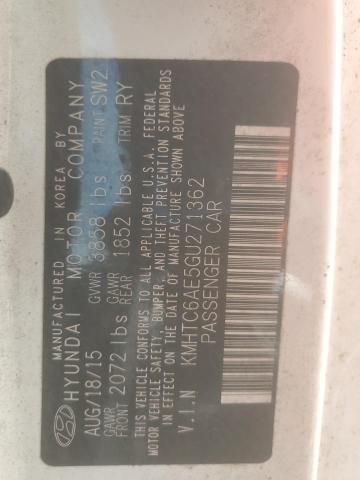 MANUFACTURED IN KOREA BY
HYUNDAI MOTOR COMPANY
AUG/18/15 GVWR 3858 lbs PAINT SW2
GAWR FRONT 2072 lbs GAWR REAR 1852 lbs TRIM RY
THIS VEHICLE CONFORMS TO ALL APPLICABLE U.S.A. FEDERAL
MOTOR VEHICLE SAFETY, BUMPER, AND THEFT PREVENTION STANDARDS
IN EFFECT ON THE DATE OF MANUFACTURE SHOWN ABOVE
V.I.N KMHTC6AE5GU271362
PASSENGER CAR